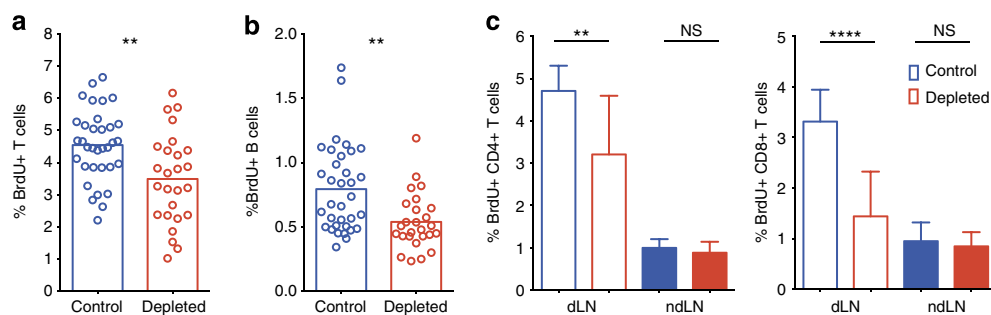 a
% BrdU+ T cells
8
7
6
5
4
3
2
1
0
**
Control Depleted
b
%BrdU+ B cells
2.0
1.5
1.0
0.5
0.0
**
Control Depleted
c
% BrdU+ CD4+ T cells
6
5
4
3
2
1
0
** NS
dLN ndLN
% BrdU+ CD8+ T cells
5
4
3
2
1
0
**** NS
Control
Depleted
dLN ndLN